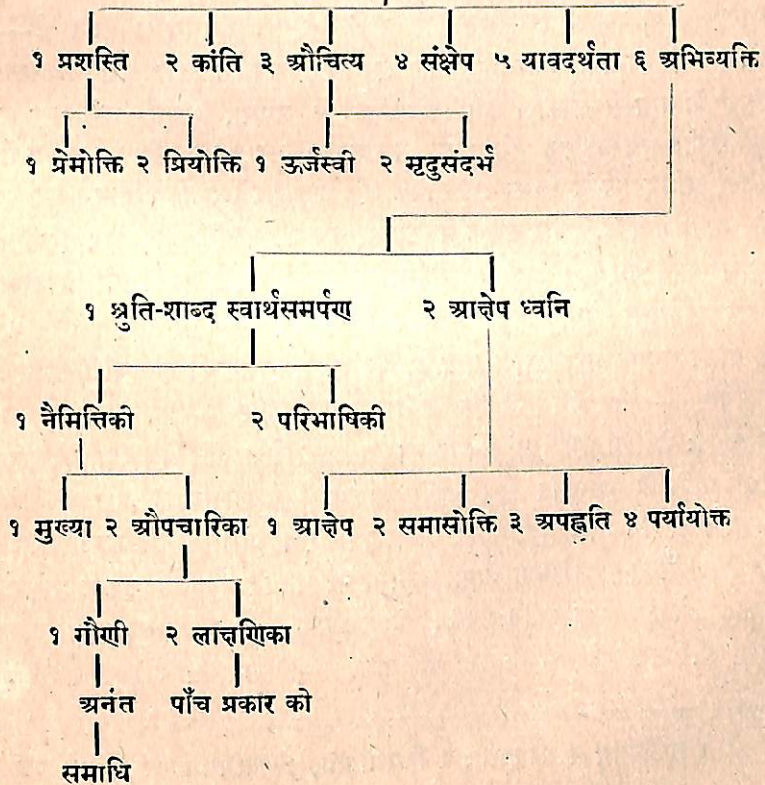 १ प्रशस्ति २ कांति ३ औचित्य ४ संक्षेप ५ यावदर्थता ६ अभिव्यक्ति
१ प्रेमोक्ति २ प्रियोक्ति १ ऊर्जस्वी २ मृदुसंदर्भ
१ श्रुति-शाब्द स्वार्थसमर्पण २ आक्षेप ध्वनि
१ नैमित्तिकी २ परिभाषिकी
१ मुख्या २ औपचारिका १ आक्षेप २ समासोक्ति ३ अपह्नति ४ पर्यायोक्त
१ गौणी २ लाक्षणिका
अनंत पाँच प्रकार को
समाधि